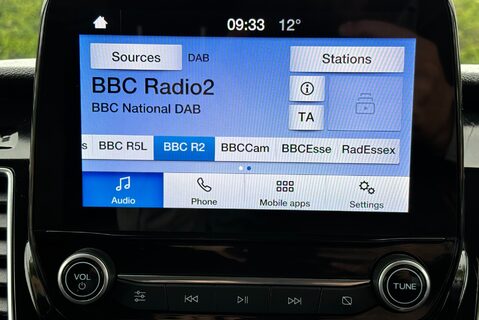 09:33 12°
Sources DAB Stations
BBC Radio2
BBC National DAB
TA
s BBC R5L BBC R2 BBCCam BBCEsse RadEssex
Audio Phone Mobile apps Settings
VOL TUNE